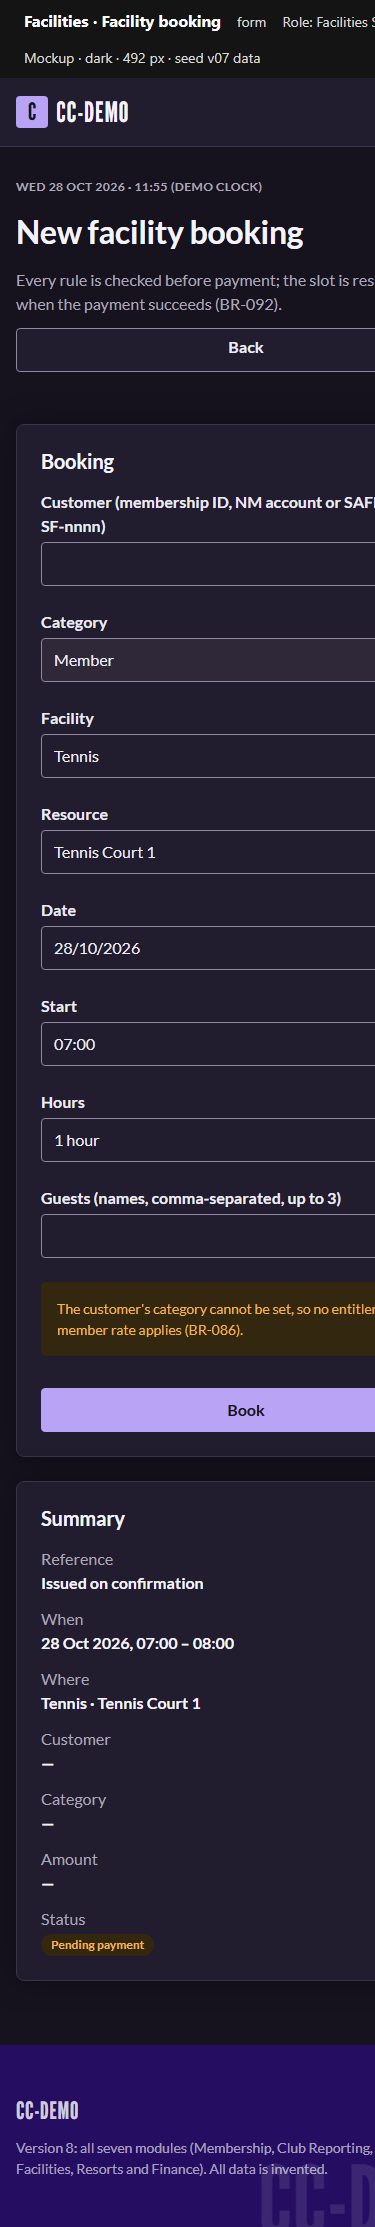 Facilities · Facility booking form Role: Facilities
Mockup · dark · 492 px · seed v07 data
C CC-DEMO
WED 28 OCT 2026 · 11:55 (DEMO CLOCK)
New facility booking
Every rule is checked before payment; the slot is
when the payment succeeds (BR-092).
Back
Booking
Customer (membership ID, NM account or
SF-nnnn)
Category
Member
Facility
Tennis
Resource
Tennis Court 1
Date
28/10/2026
Start
07:00
Hours
1 hour
Guests (names, comma-separated, up to 3)
The customer's category cannot be set, so no
member rate applies (BR-086).
Book
Summary
Reference
Issued on confirmation
When
28 Oct 2026, 07:00 – 08:00
Where
Tennis · Tennis Court 1
Customer
—
Category
—
Amount
—
Status
Pending payment
CC-DEMO
Version 8: all seven modules (Membership, Club Reporting,
Facilities, Resorts and Finance). All data is invented.